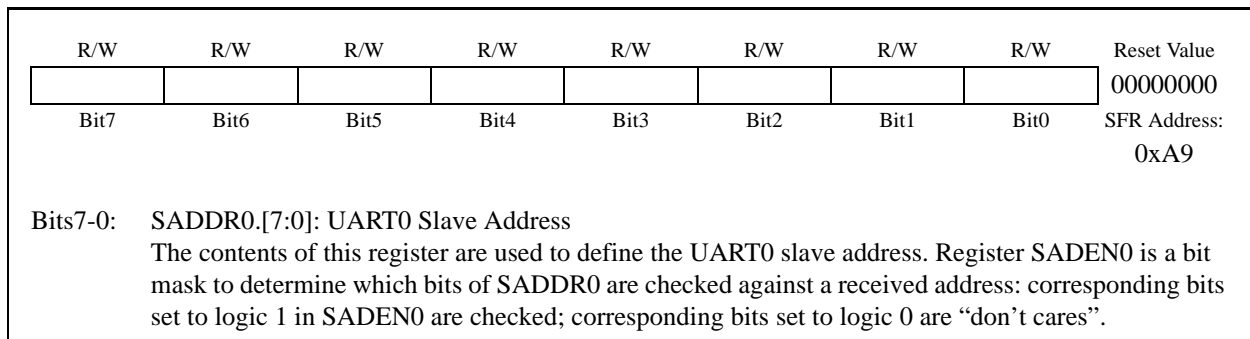 R/W R/W R/W R/W R/W R/W R/W R/W Reset Value
00000000
Bit7 Bit6 Bit5 Bit4 Bit3 Bit2 Bit1 Bit0 SFR Address:
0xA9
Bits7-0: SADDR0.[7:0]: UART0 Slave Address
The contents of this register are used to define the UART0 slave address. Register SADEN0 is a bit
mask to determine which bits of SADDR0 are checked against a received address: corresponding bits
set to logic 1 in SADEN0 are checked; corresponding bits set to logic 0 are “don’t cares”.